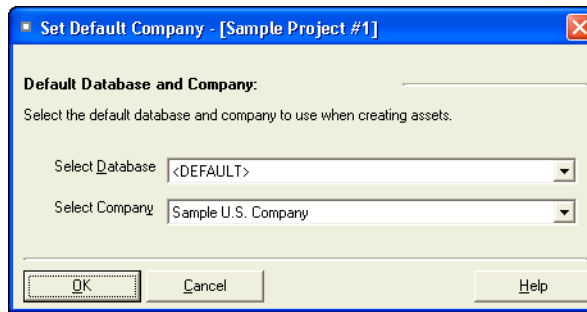 Set Default Company - [Sample Project #1]
Default Database and Company:
Select the default database and company to use when creating assets.
Select Database <DEFAULT>
Select Company Sample U.S. Company
OK Cancel Help